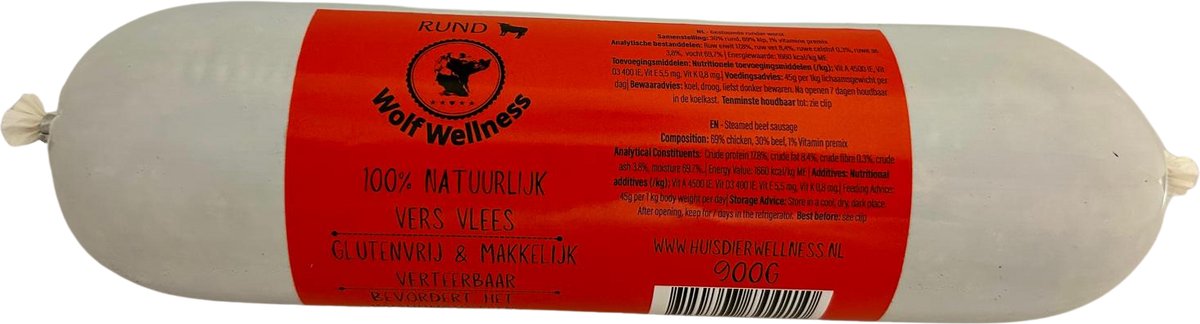 RUND
Wolf Wellness
100% NATUURLIJK
VERS VLEES
GLUTENVRIJ & MAKKELIJK
VERTEERBAAR
BEVORDERT HET
NL - Gestoomde runder worst
Samenstelling: 30% rund, 69% kip, 1% vitamine premix
Analytische bestanddelen: Ruw eiwit 17,8%, ruw vet 8,4%, ruwe celstof 0,3%, ruwe as
3,8%, vocht 69,7% | Energiewaarde: 1660 kcal/kg ME
Toevoegingsmiddelen: Nutritionele toevoegingsmiddelen (/kg): Vit A 4500 IE, Vit
D3 400 IE, Vit E 5,5 mg, Vit K 0,8 mg | Voedingsadvies: 45g per 1kg lichaamsgewicht per
dag| Bewaaradvies: koel, droog, liefst donker bewaren. Na openen 7 dagen houdbaar
in de koelkast. Tenminste houdbaar tot: zie clip
EN - Steamed beef sausage
Composition: 69% chicken, 30% beef, 1% Vitamin premix
Analytical Constituents: Crude protein 17,8%, crude fat 8.4%, crude fibre 0.3%, crude
ash 3,8%, moisture 69.7%. | Energy Value: 1660 kcal/kg ME | Additives: Nutritional
additives (/kg): Vit A 4500 IE, Vit D3 400 IE, Vit E 5,5 mg, Vit K 0,8 mg | Feeding Advice:
45g per 1 kg body weight per day| Storage Advice: Store in a cool, dry, dark place.
After opening, keep for 7 days in the refrigerator. Best before: see clip
WWW.HUISDIERWELLNESS.NL
900G